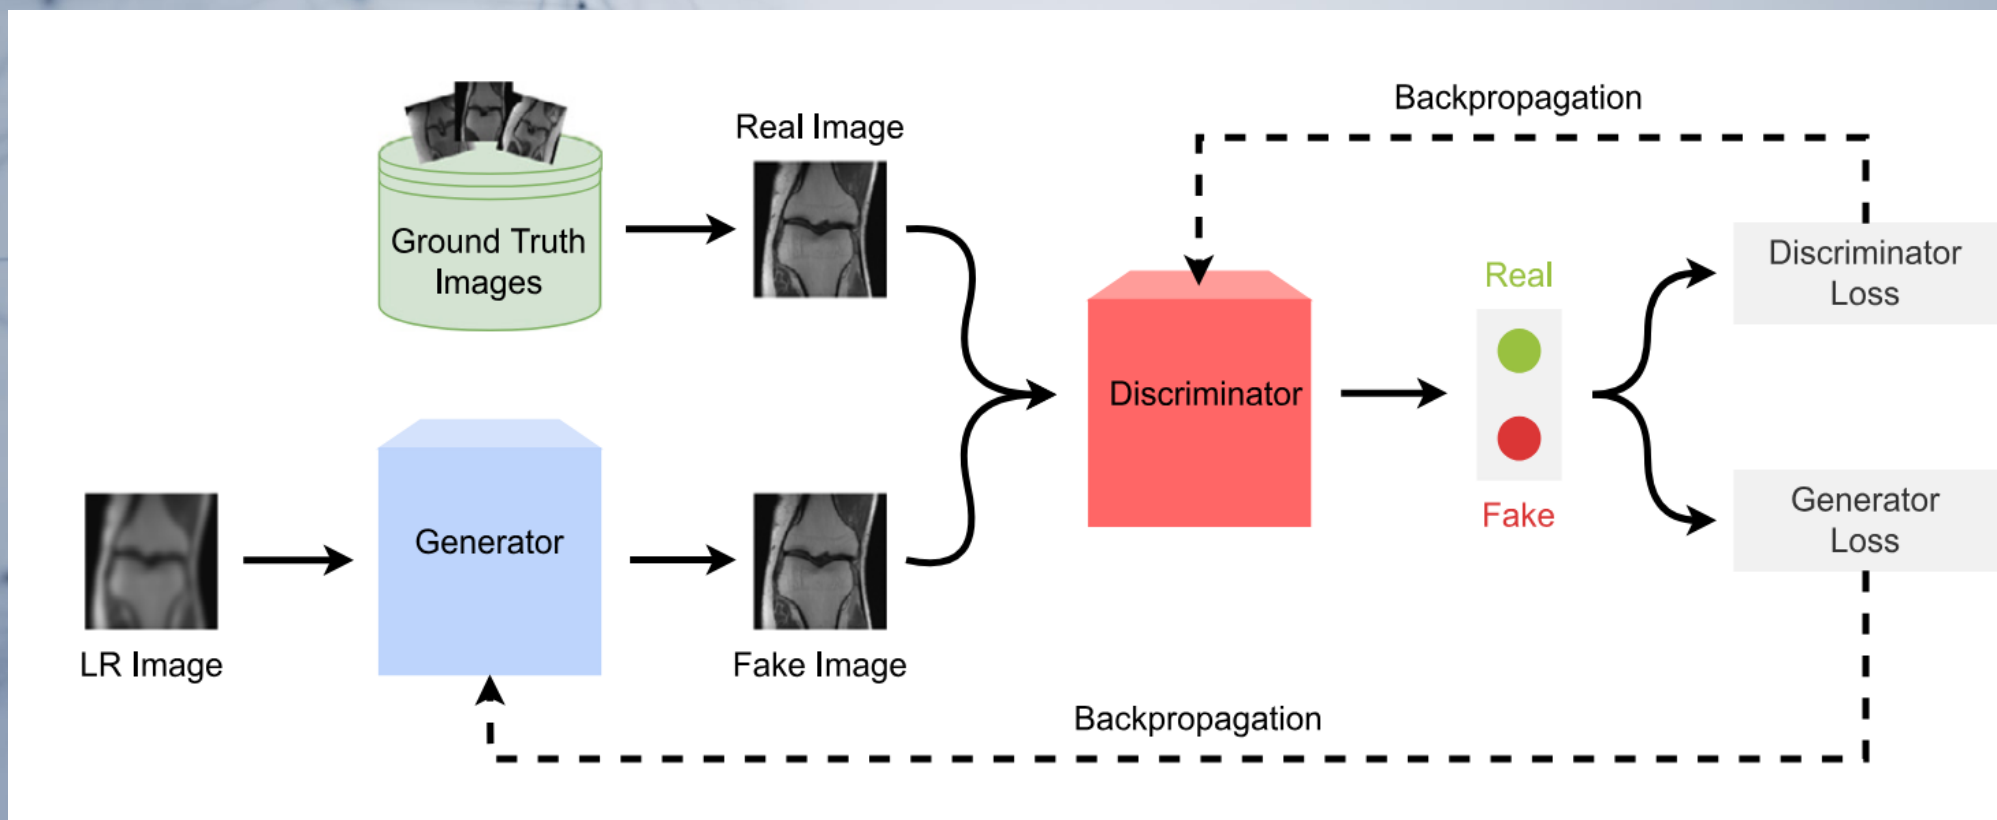 Backpropagation
Real Image
Ground Truth
Images
Discriminator
Loss
Real
Discriminator
Generator
Fake
Generator
Loss
LR Image
Fake Image
Backpropagation